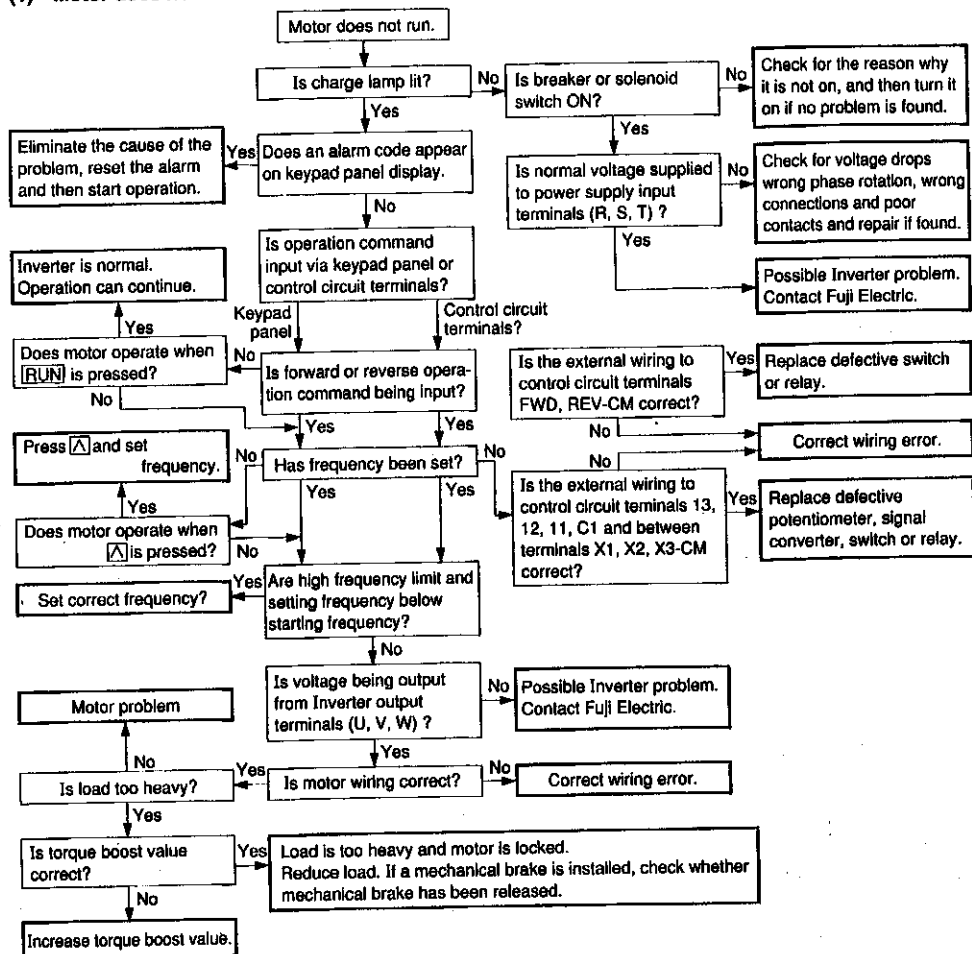 Motor does not run.
Is charge lamp lit?
No
Is breaker or solenoid
switch ON?
No
Check for the reason why
it is not on, and then turn it
on if no problem is found.
Yes
Yes
Eliminate the cause of the
problem, reset the alarm
and then start operation.
Yes
Does an alarm code appear
on keypad panel display.
Is normal voltage supplied
to power supply input
terminals (R, S, T) ?
No
Check for voltage drops
wrong phase rotation, wrong
connections and poor
contacts and repair if found.
No
Yes
Is operation command
input via keypad panel or
control circuit terminals?
Inverter is normal.
Operation can continue.
Possible Inverter problem.
Contact Fuji Electric.
Keypad
panel
Control circuit
terminals?
Yes
Does motor operate when
RUN is pressed?
No
Is forward or reverse opera-
tion command being input?
Is the external wiring to
control circuit terminals
FWD, REV-CM correct?
Yes
Replace defective switch
or relay.
No
Yes
Yes
No
Correct wiring error.
Press ∧ and set
frequency.
No
Has frequency been set?
No
No
Yes
Yes
Yes
Is the external wiring to
control circuit terminals 13,
12, 11, C1 and between
terminals X1, X2, X3-CM
correct?
Yes
Replace defective
potentiometer, signal
converter, switch or relay.
Does motor operate when
∧ is pressed?
No
Set correct frequency?
Yes
Are high frequency limit and
setting frequency below
starting frequency?
No
Is voltage being output
from Inverter output
terminals (U, V, W) ?
No
Possible Inverter problem.
Contact Fuji Electric.
Motor problem
Yes
No
Is load too heavy?
Yes
Is motor wiring correct?
No
Correct wiring error.
Yes
Is torque boost value
correct?
Yes
Load is too heavy and motor is locked.
Reduce load. If a mechanical brake is installed, check whether
mechanical brake has been released.
No
Increase torque boost value.